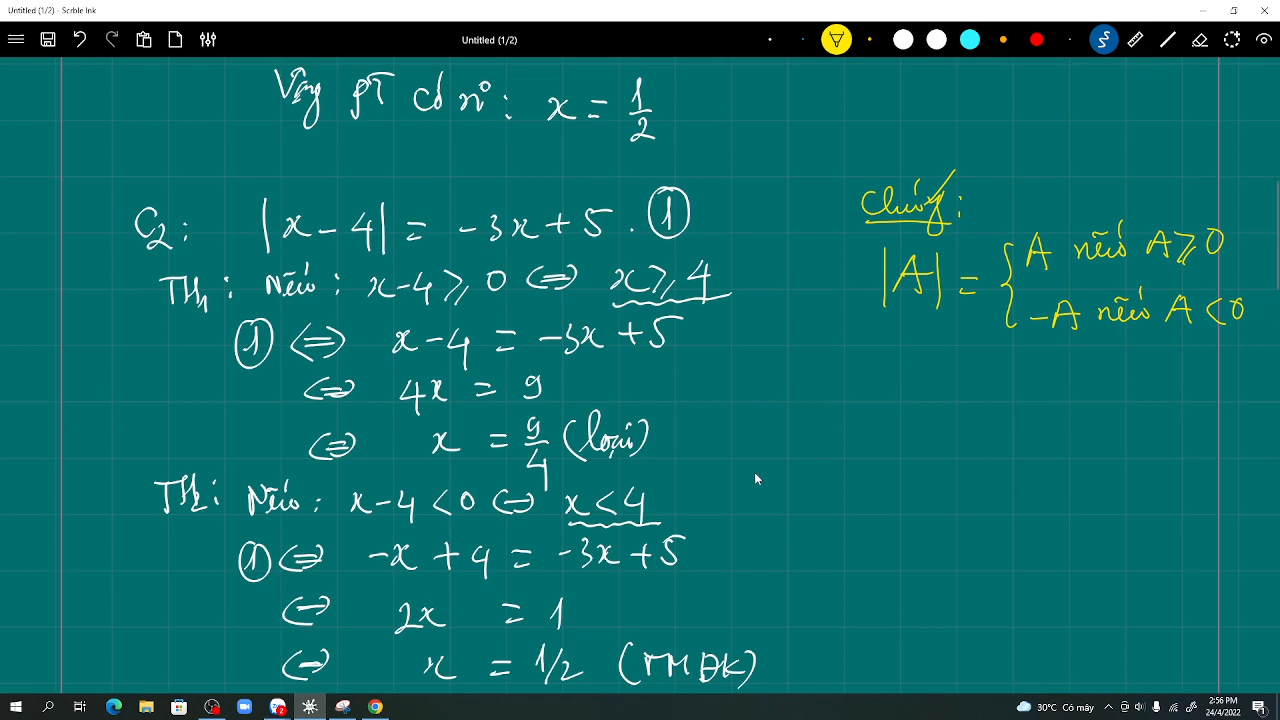 Untitled (1/2) - Scrble Ink
Untitled (1/2)
Vậy PT có n°: x = 1/2
C2: |x - 4| = -3x + 5. ①
TH1: Nếu: x-4 ⩾ 0 ⇔ x ⩾ 4
① ⇔ x-4 = -3x + 5
⇔ 4x = 9
⇔ x = 9/4 (loại)
TH2: Nếu: x-4 < 0 ⇔ x < 4
① ⇔ -x + 4 = -3x + 5
⇔ 2x = 1
⇔ x = 1/2 (TMĐK)
Chú ý:
|A| = { A nếu A ⩾ 0
-A nếu A < 0
30°C Có mây
2:56 PM
24/4/2022